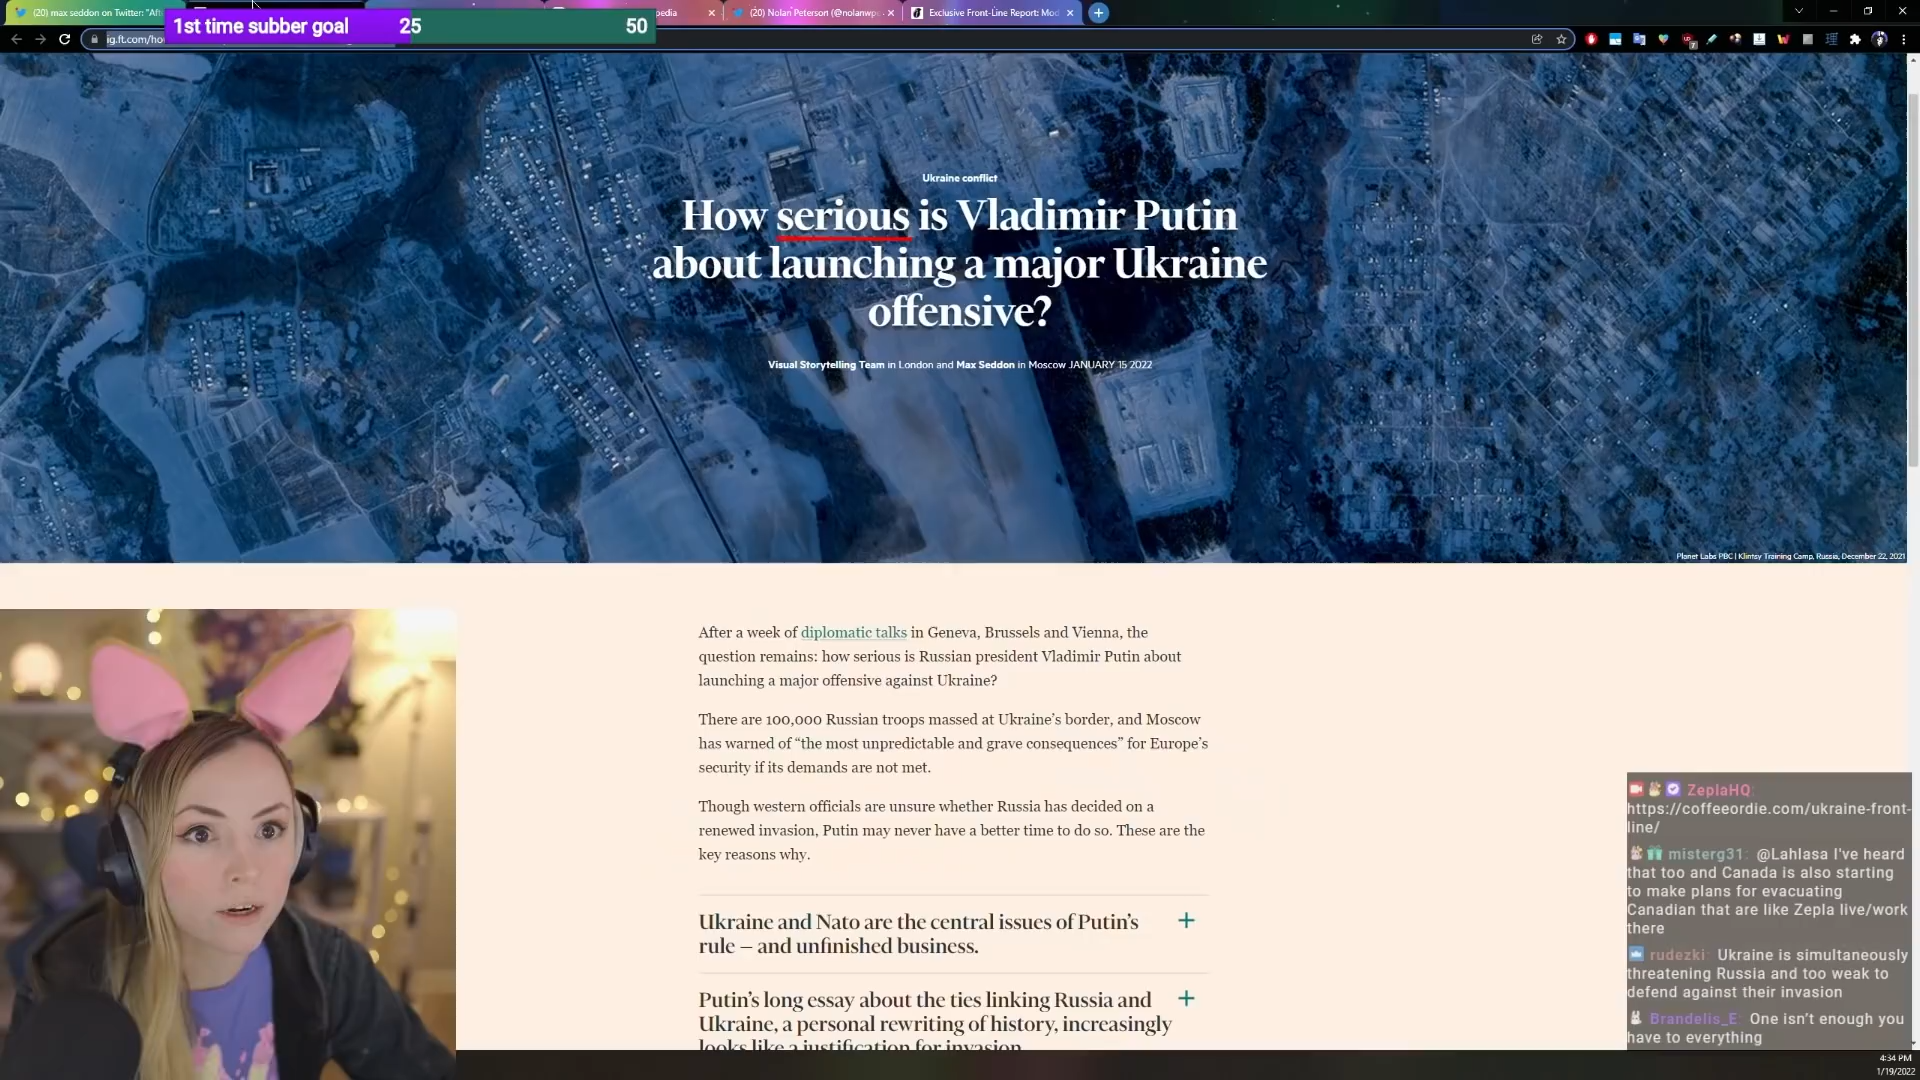 (20) max seddon on Twitter: "Aft
pedia
(20) Nolan Peterson (@nolanwpe
Exclusive Front-Line Report: Mod
1st time subber goal 25 50
ig.ft.com/ho
Ukraine conflict
How serious is Vladimir Putin
about launching a major Ukraine
offensive?
Visual Storytelling Team in London and Max Seddon in Moscow JANUARY 15 2022
Planet Labs PBC | Klintsy Training Camp, Russia, December 22, 2021
After a week of diplomatic talks in Geneva, Brussels and Vienna, the
question remains: how serious is Russian president Vladimir Putin about
launching a major offensive against Ukraine?
There are 100,000 Russian troops massed at Ukraine's border, and Moscow
has warned of “the most unpredictable and grave consequences” for Europe's
security if its demands are not met.
Though western officials are unsure whether Russia has decided on a
renewed invasion, Putin may never have a better time to do so. These are the
key reasons why.
Ukraine and Nato are the central issues of Putin's
rule – and unfinished business.
Putin's long essay about the ties linking Russia and
Ukraine, a personal rewriting of history, increasingly
looks like a justification for invasion
ZeplaHQ:
https://coffeeordie.com/ukraine-front-
line/
misterg31: @Lahlasa I've heard
that too and Canada is also starting
to make plans for evacuating
Canadian that are like Zepla live/work
there
rudezki: Ukraine is simultaneously
threatening Russia and too weak to
defend against their invasion
Brandelis_E: One isn't enough you
have to everything
4:34 PM
1/19/2022